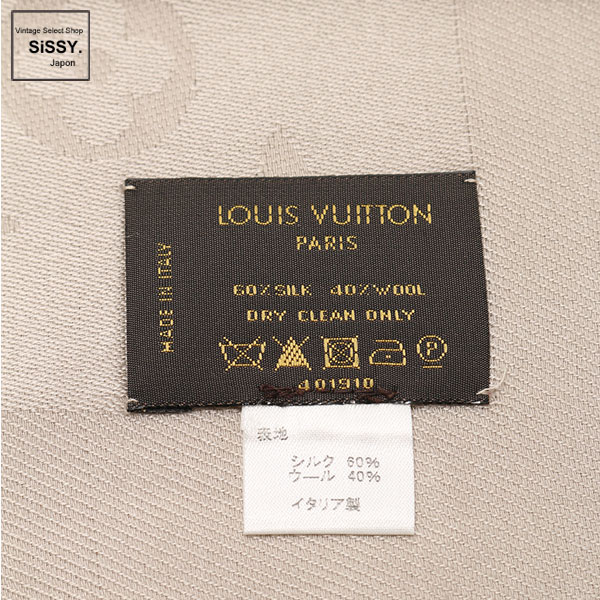 Vintage Select Shop
SiSSY.
Japan
LOUIS VUITTON
PARIS
MADE IN ITALY
60%SILK 40%WOOL
DRY CLEAN ONLY
P
401910
表地
シルク 60%
ウール 40%
イタリア製